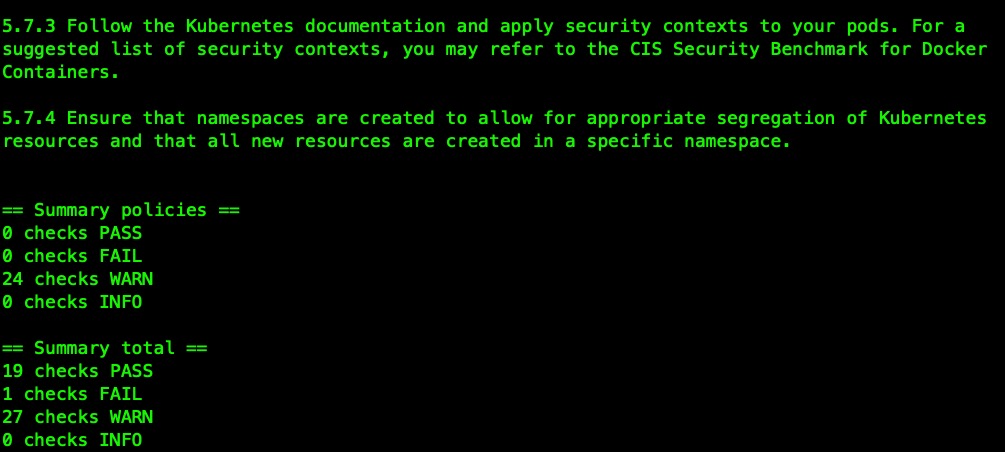 5.7.3 Follow the Kubernetes documentation and apply security contexts to your pods. For a
suggested list of security contexts, you may refer to the CIS Security Benchmark for Docker
Containers.
5.7.4 Ensure that namespaces are created to allow for appropriate segregation of Kubernetes
resources and that all new resources are created in a specific namespace.
== Summary policies ==
0 checks PASS
0 checks FAIL
24 checks WARN
0 checks INFO
== Summary total ==
19 checks PASS
1 checks FAIL
27 checks WARN
0 checks INFO